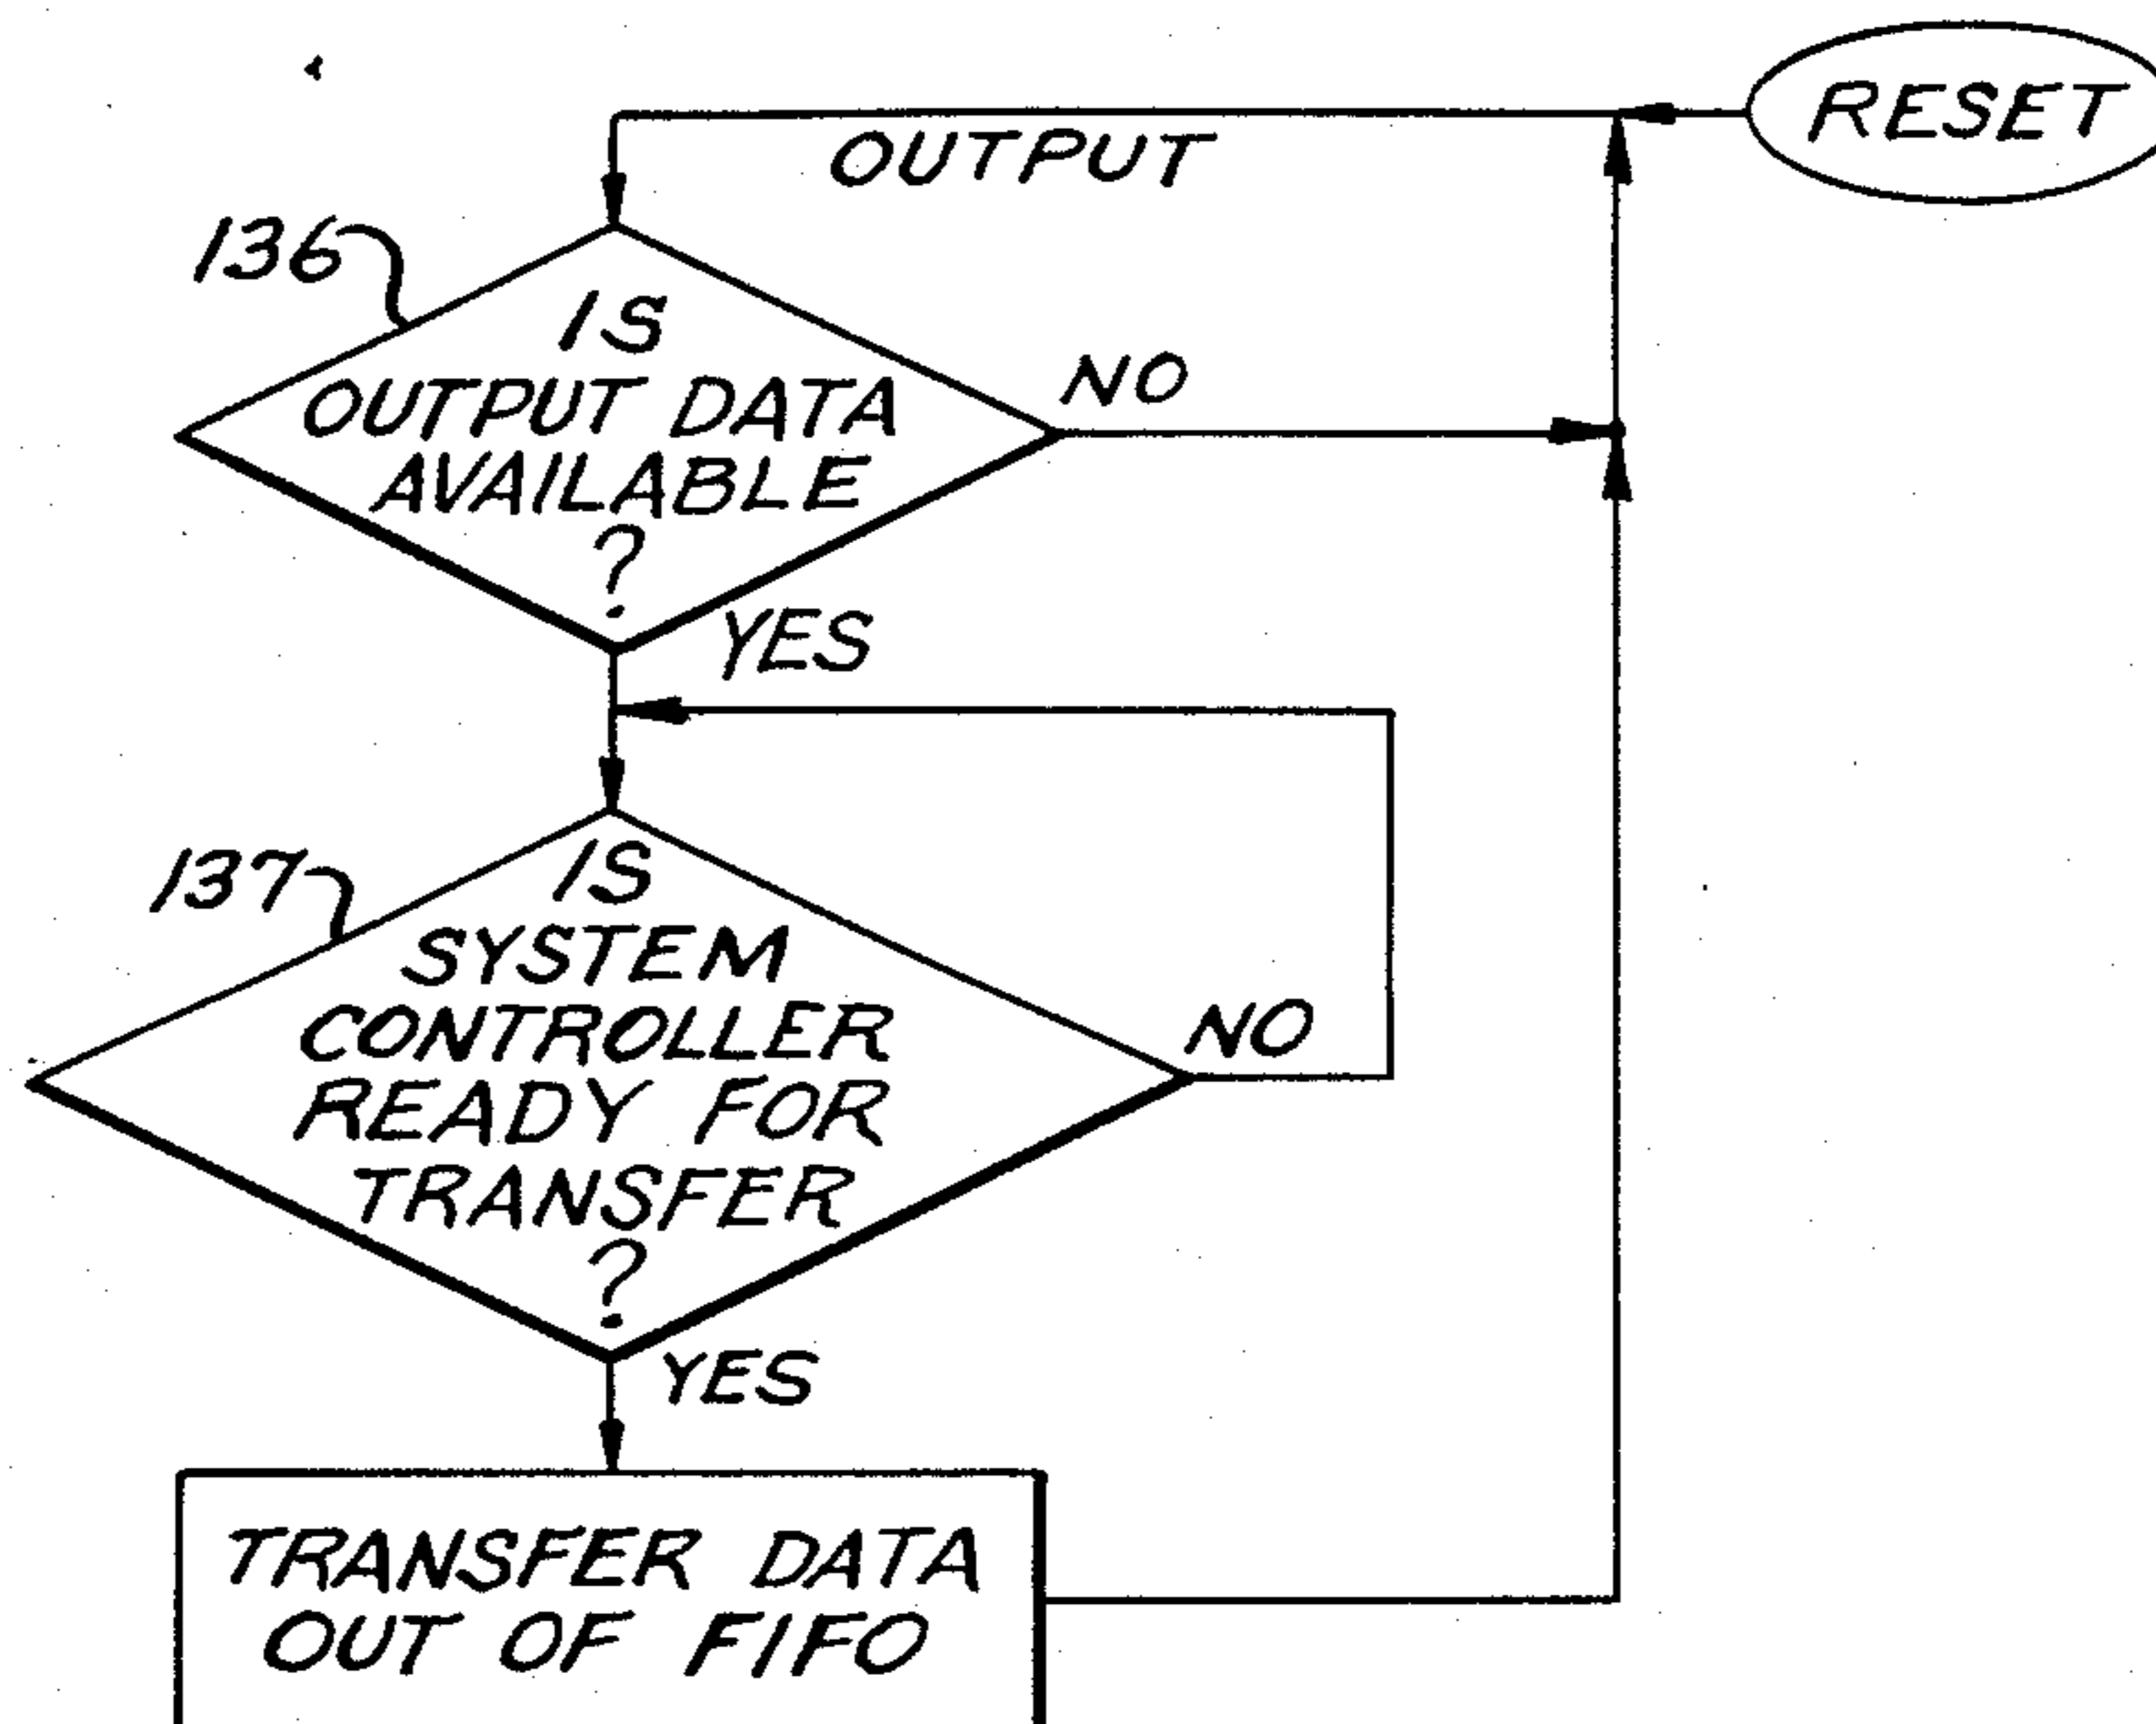 RESET
OUTPUT
136
IS
OUTPUT DATA
AVAILABLE
?
NO
YES
137
IS
SYSTEM
CONTROLLER
READY FOR
TRANSFER
?
NO
YES
TRANSFER DATA
OUT OF FIFO